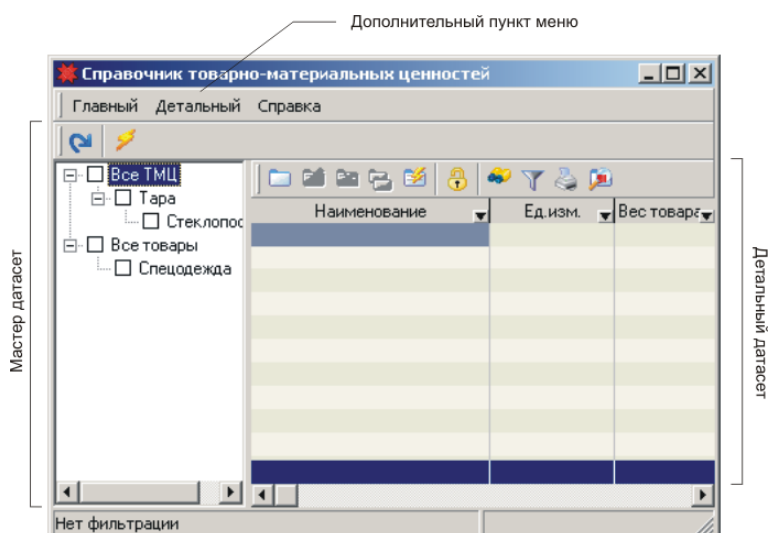 Дополнительный пункт меню
Справочник товарно-материальных ценностей
Главный Детальный Справка
Все ТМЦ
Тара
Стеклопос
Все товары
Спецодежда
Наименование Ед.изм. Вес товара
Нет фильтрации
Мастер датасет
Детальный датасет